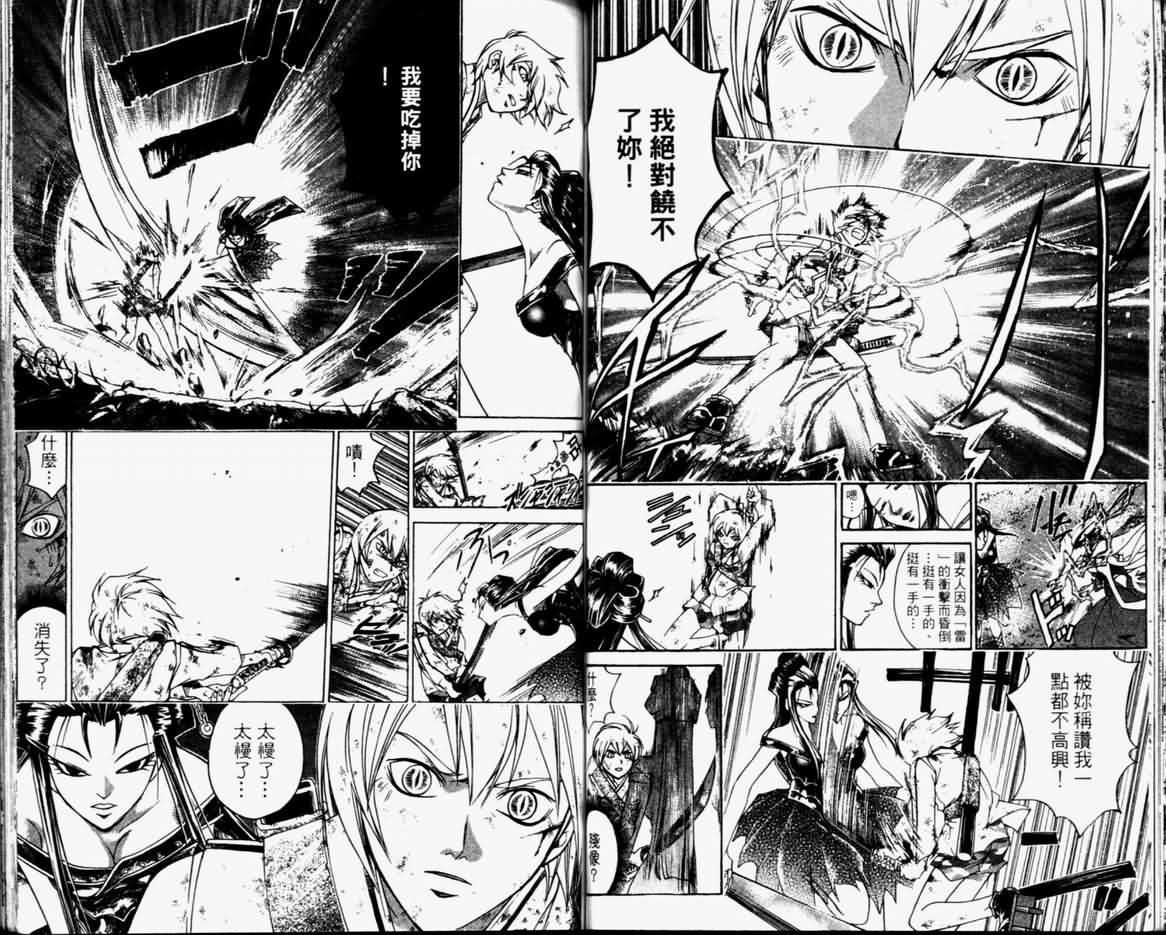 我絕對饒不
了妳！
讓女人因為「雷
」的衝擊而昏倒
…挺有一手的、
挺有一手的…
嗯…
被妳稱讚我一
點都不高興！
什麼？
殘像？
我要吃掉你
！
嘖！
什麼…
消失了？
太慢了…
太慢了…